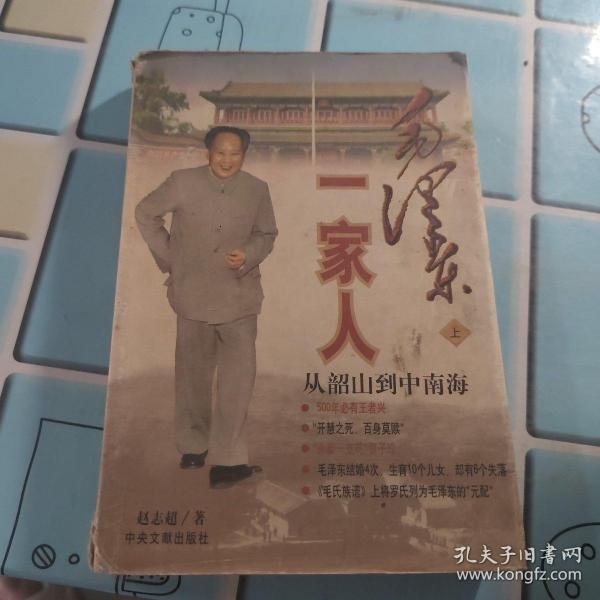 毛泽东
一家人
上
从韶山到中南海
500年必有王者兴
“开慧之死,百身莫赎”
毛泽东结婚4次,生育10个儿女,却有6个失落
《毛氏族谱》上将罗氏列为毛泽东的“元配”
赵志超/著
中央文献出版社
孔夫子旧书网
www.kongfz.com